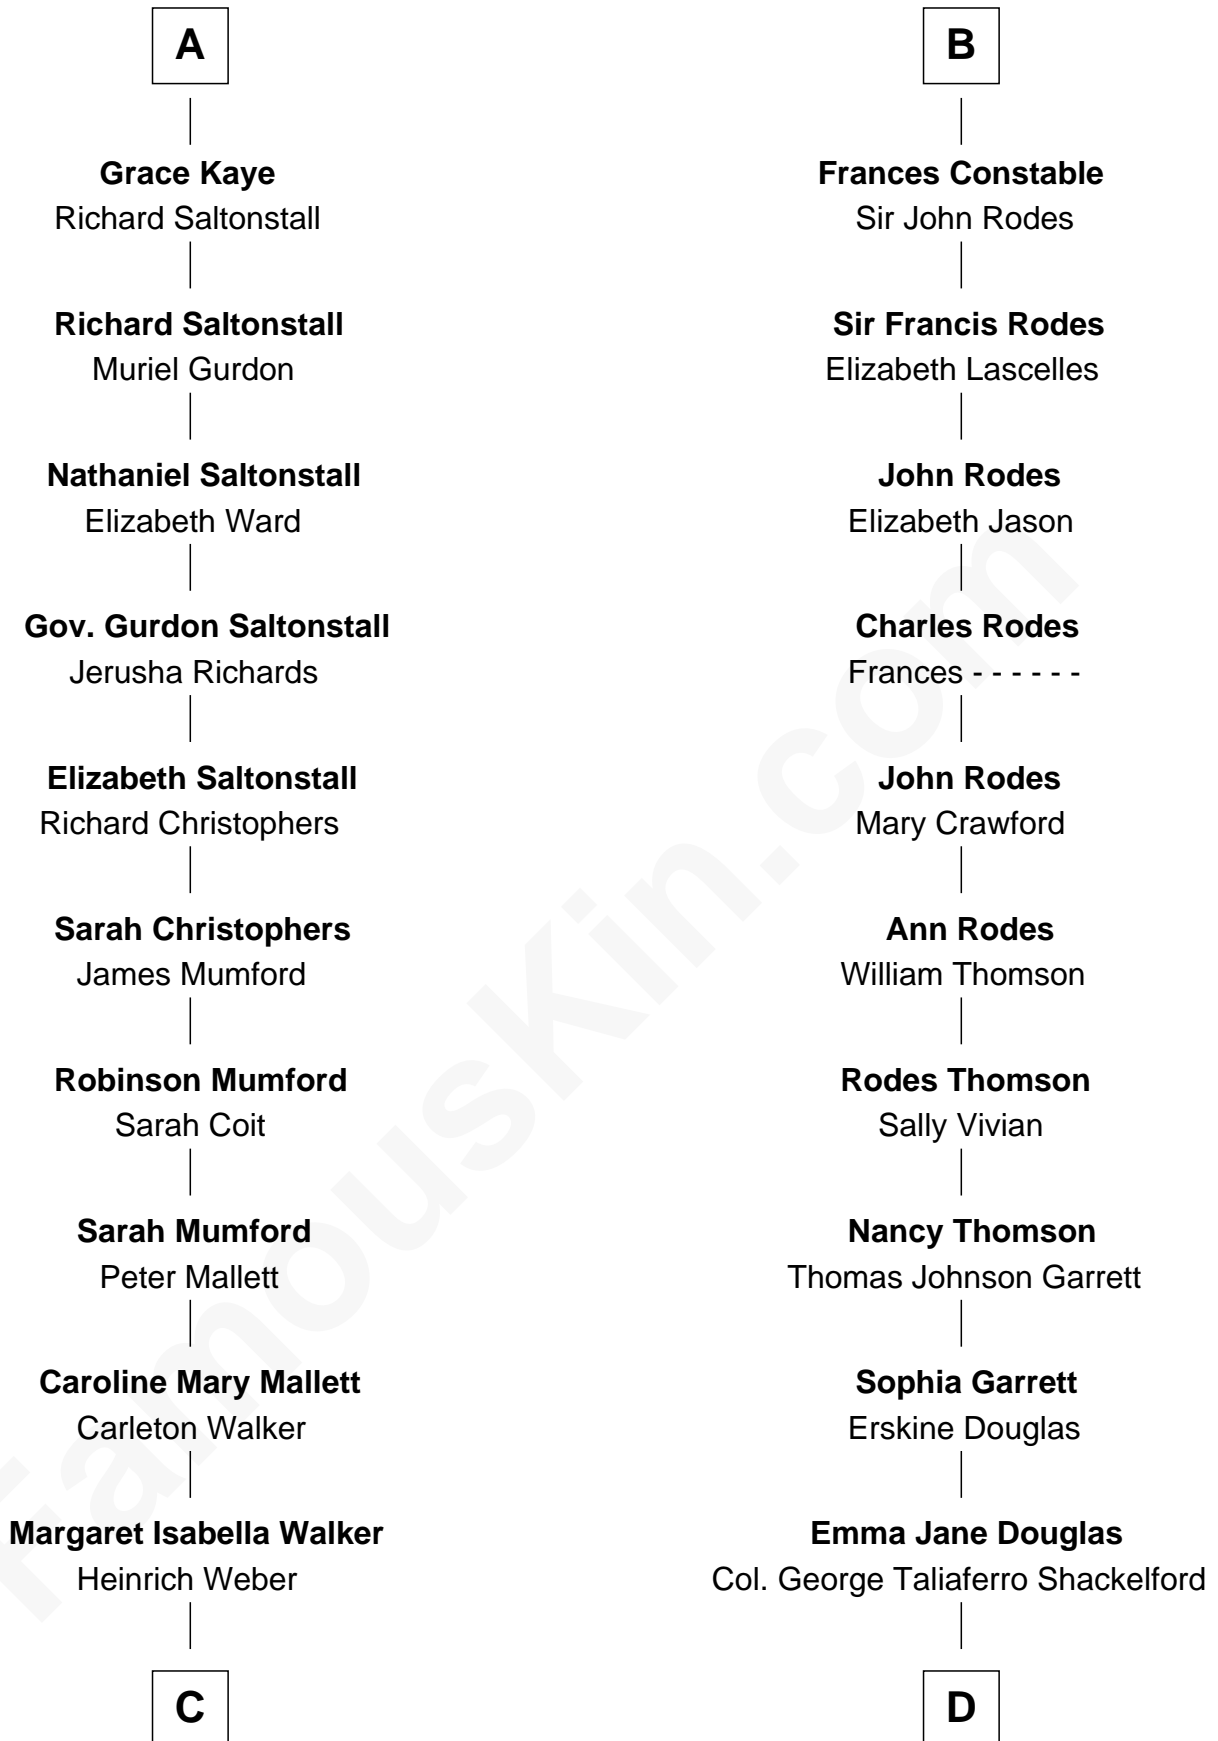 A
Grace Kaye
Richard Saltonstall
Richard Saltonstall
Muriel Gurdon
Nathaniel Saltonstall
Elizabeth Ward
Gov. Gurdon Saltonstall
Jerusha Richards
Elizabeth Saltonstall
Richard Christophers
Sarah Christophers
James Mumford
Robinson Mumford
Sarah Coit
Sarah Mumford
Peter Mallett
Caroline Mary Mallett
Carleton Walker
Margaret Isabella Walker
Heinrich Weber
C
B
Frances Constable
Sir John Rodes
Sir Francis Rodes
Elizabeth Lascelles
John Rodes
Elizabeth Jason
Charles Rodes
Frances - - - - - -
John Rodes
Mary Crawford
Ann Rodes
William Thomson
Rodes Thomson
Sally Vivian
Nancy Thomson
Thomas Johnson Garrett
Sophia Garrett
Erskine Douglas
Emma Jane Douglas
Col. George Taliaferro Shackelford
D
FamousKin.com